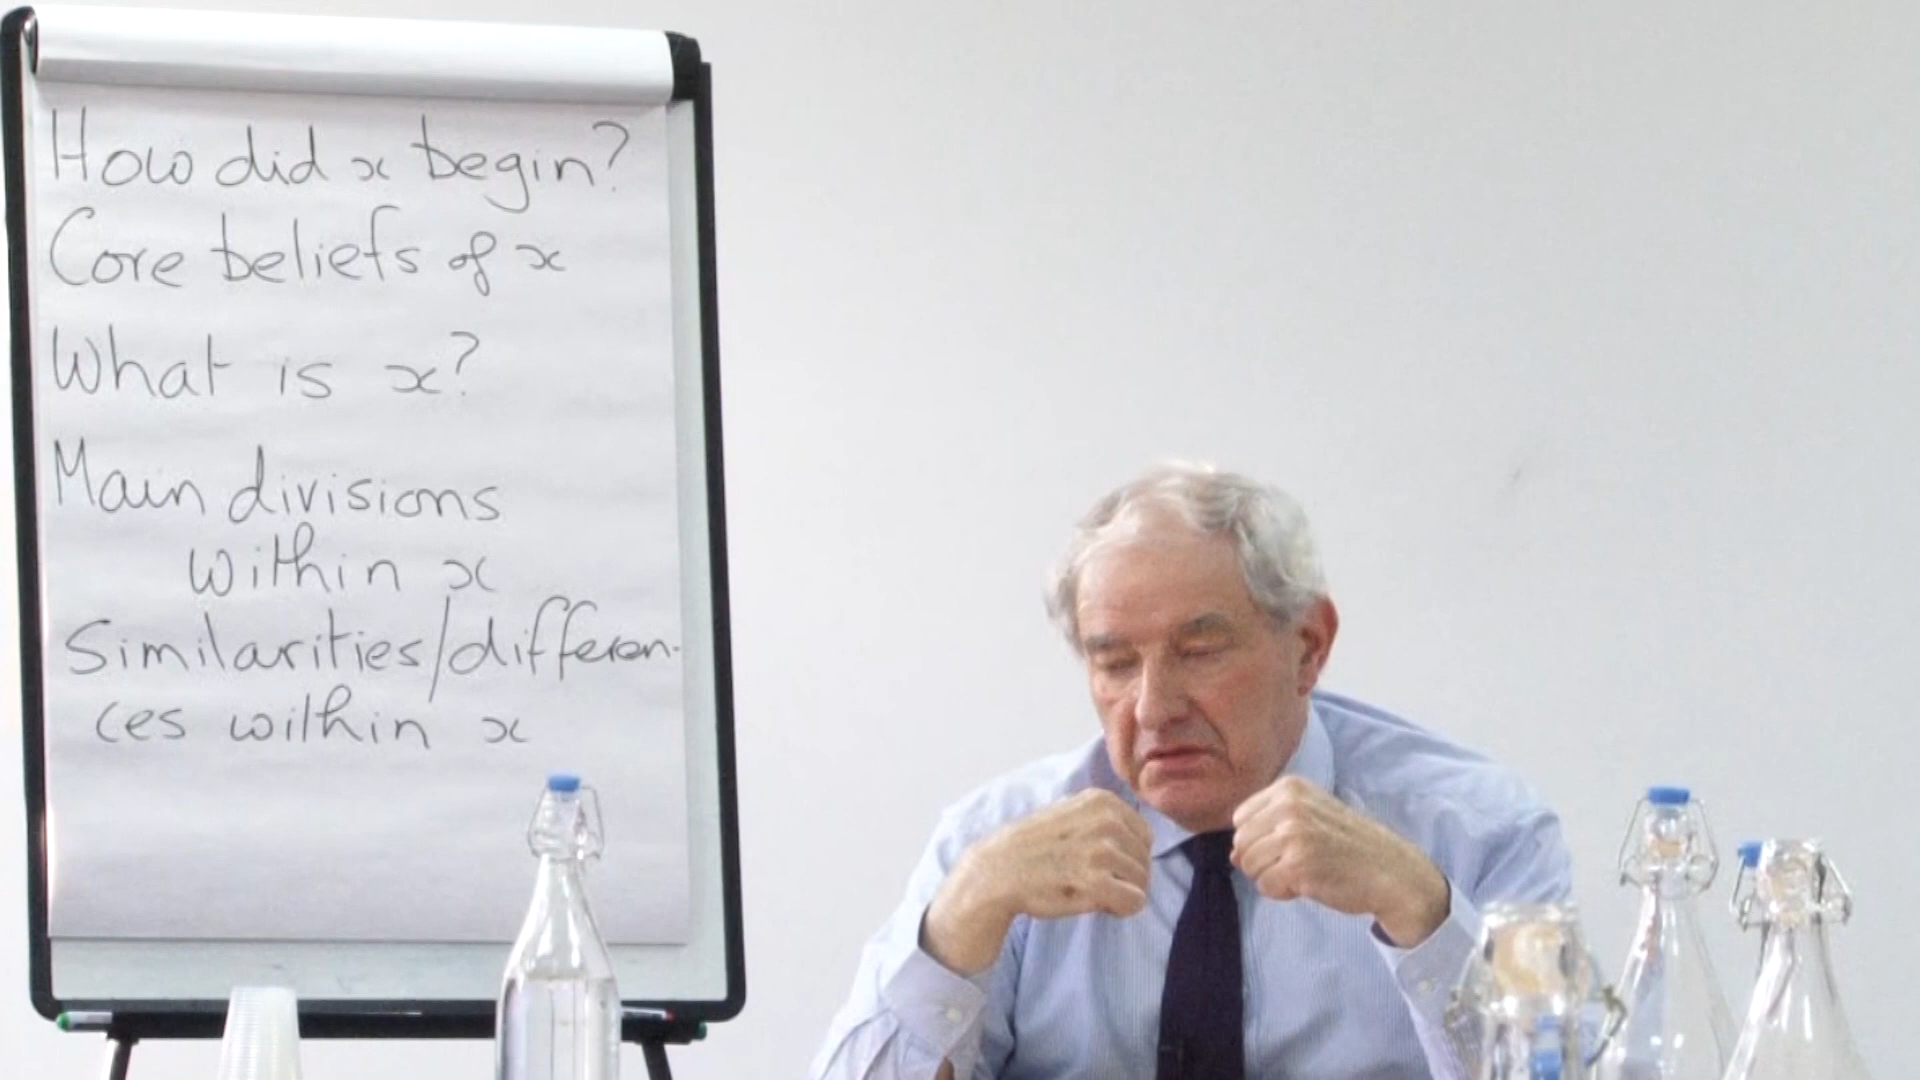 How did x begin?
Core beliefs of x
What is x?
Main divisions
within x
Similarities/differen-
ces within x